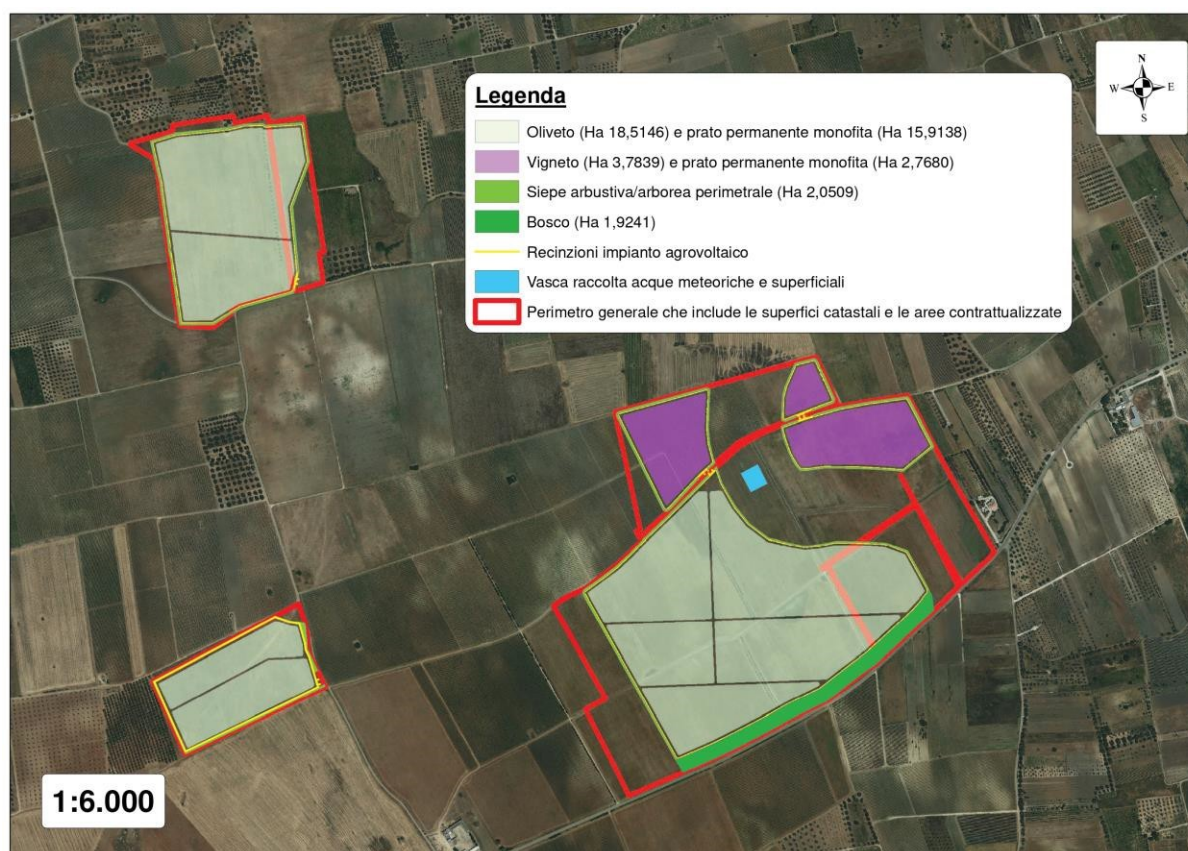 N
W E
S
Legenda
Oliveto (Ha 18,5146) e prato permanente monofita (Ha 15,9138)
Vigneto (Ha 3,7839) e prato permanente monofita (Ha 2,7680)
Siepe arbustiva/arborea perimetrale (Ha 2,0509)
Bosco (Ha 1,9241)
Recinzioni impianto agrovoltaico
Vasca raccolta acque meteoriche e superficiali
Perimetro generale che include le superfici catastali e le aree contrattualizzate
1:6.000